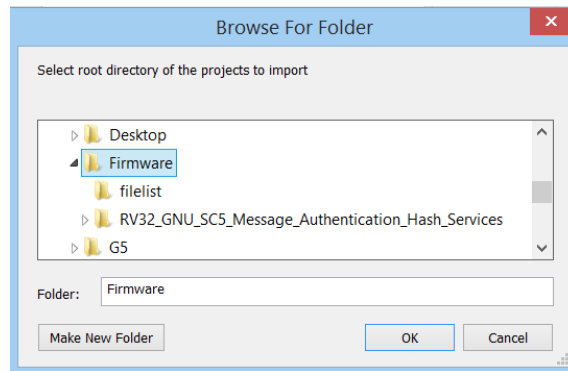 Browse For Folder
Select root directory of the projects to import
Desktop
Firmware
filelist
RV32_GNU_SC5_Message_Authentication_Hash_Services
G5
Folder: Firmware
Make New Folder OK Cancel